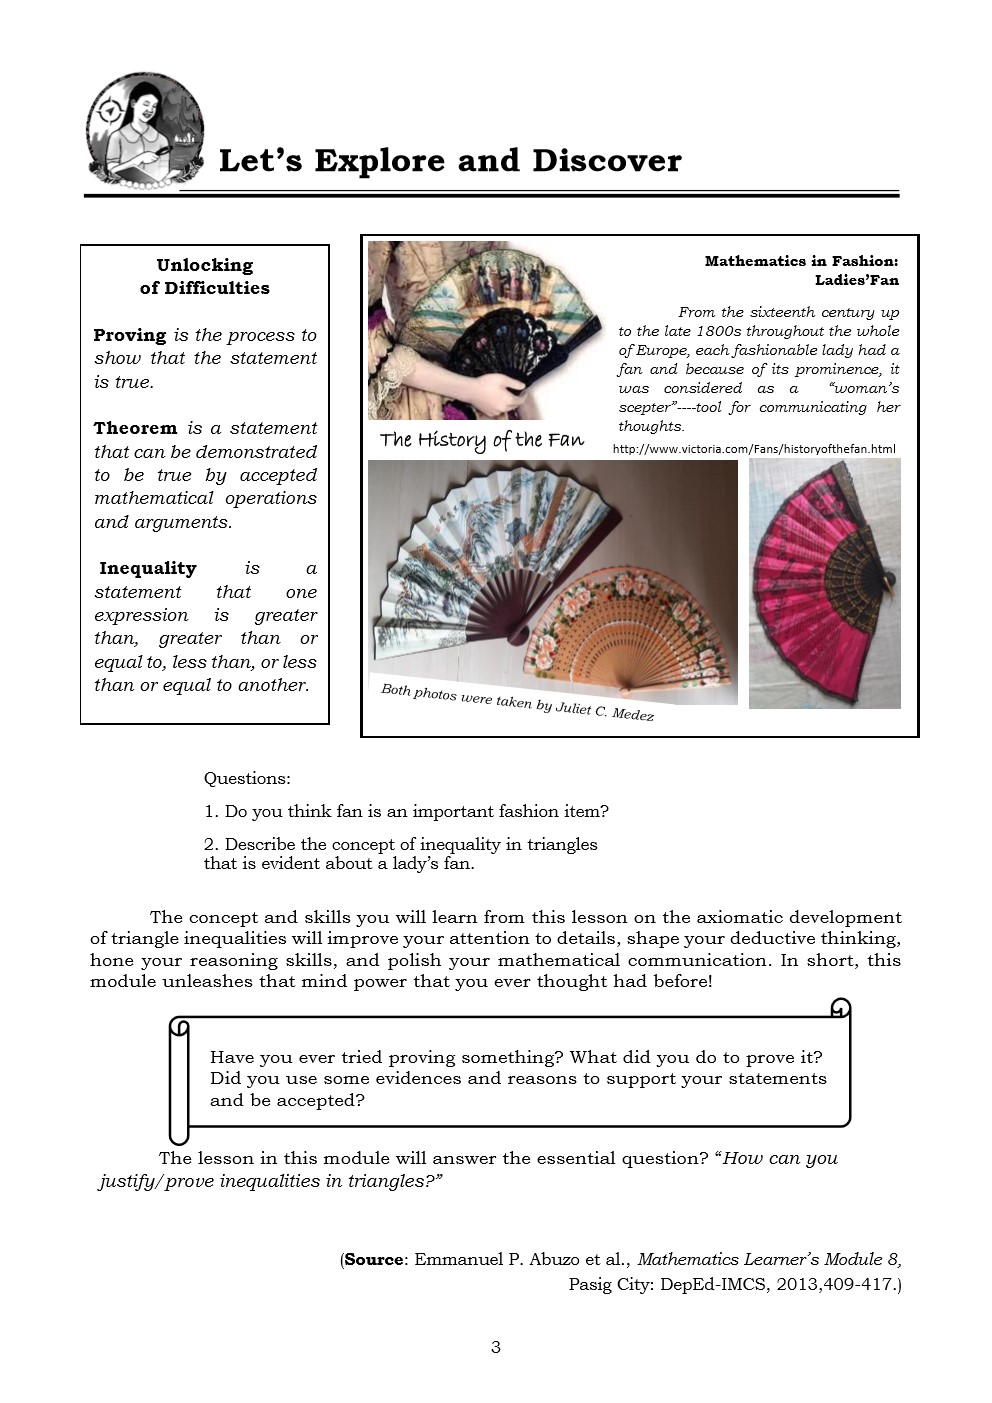 Let's Explore and Discover
Unlocking
of Difficulties
Proving is the process to
show that the statement
is true.
Theorem is a statement
that can be demonstrated
to be true by accepted
mathematical operations
and arguments.
Inequality is a
statement that one
expression is greater
than, greater than or
equal to, less than, or less
than or equal to another.
The History of the Fan
Mathematics in Fashion:
Ladies'Fan
From the sixteenth century up
to the late 1800s throughout the whole
of Europe, each fashionable lady had a
fan and because of its prominence, it
was considered as a "woman's
scepter"----tool for communicating her
thoughts.
http://www.victoria.com/Fans/historyofthefan.html
Both photos were taken by Juliet C. Medez
Questions:
1. Do you think fan is an important fashion item?
2. Describe the concept of inequality in triangles
that is evident about a lady's fan.
The concept and skills you will learn from this lesson on the axiomatic development
of triangle inequalities will improve your attention to details, shape your deductive thinking,
hone your reasoning skills, and polish your mathematical communication. In short, this
module unleashes that mind power that you ever thought had before!
Have you ever tried proving something? What did you do to prove it?
Did you use some evidences and reasons to support your statements
and be accepted?
The lesson in this module will answer the essential question? "How can you
justify/prove inequalities in triangles?"
(Source: Emmanuel P. Abuzo et al., Mathematics Learner's Module 8,
Pasig City: DepEd-IMCS, 2013,409-417.)
3